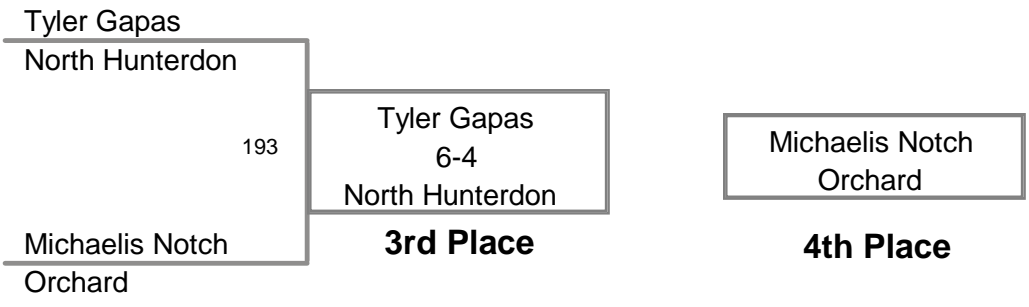 Tyler Gapas
North Hunterdon
193
Michaelis Notch
Orchard
Tyler Gapas
6-4
North Hunterdon
3rd Place
Michaelis Notch
Orchard
4th Place